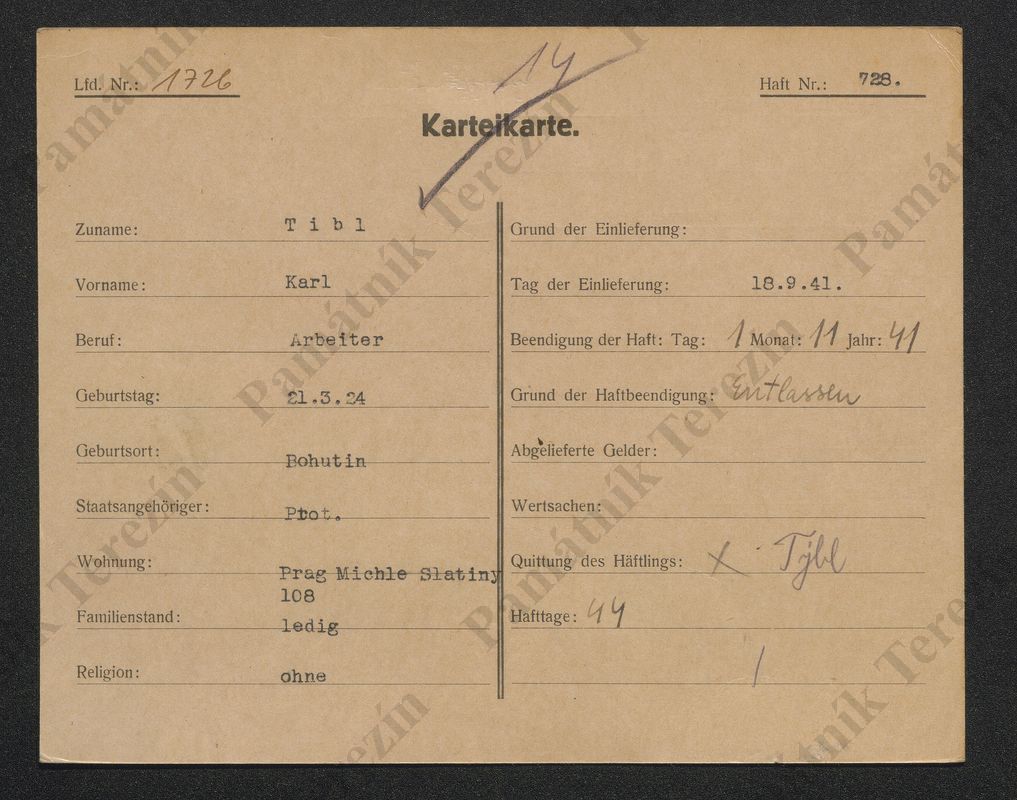 Lfd. Nr.: 1726
14
Haft Nr.: 728.
Karteikarte.
Zuname: Tibl
Vorname: Karl
Beruf: Arbeiter
Geburtstag: 21.3.24
Geburtsort: Bohutin
Staatsangehöriger: Prot.
Wohnung: Prag Michle Slatiny
108
Familienstand: ledig
Religion: ohne
Grund der Einlieferung:
Tag der Einlieferung: 18.9.41.
Beendigung der Haft: Tag: 1 Monat: 11 Jahr: 41
Grund der Haftbeendigung: Entlassen
Abgelieferte Gelder:
Wertsachen:
Quittung des Häftlings: x Týbl
Hafttage: 44
Památník Terezín